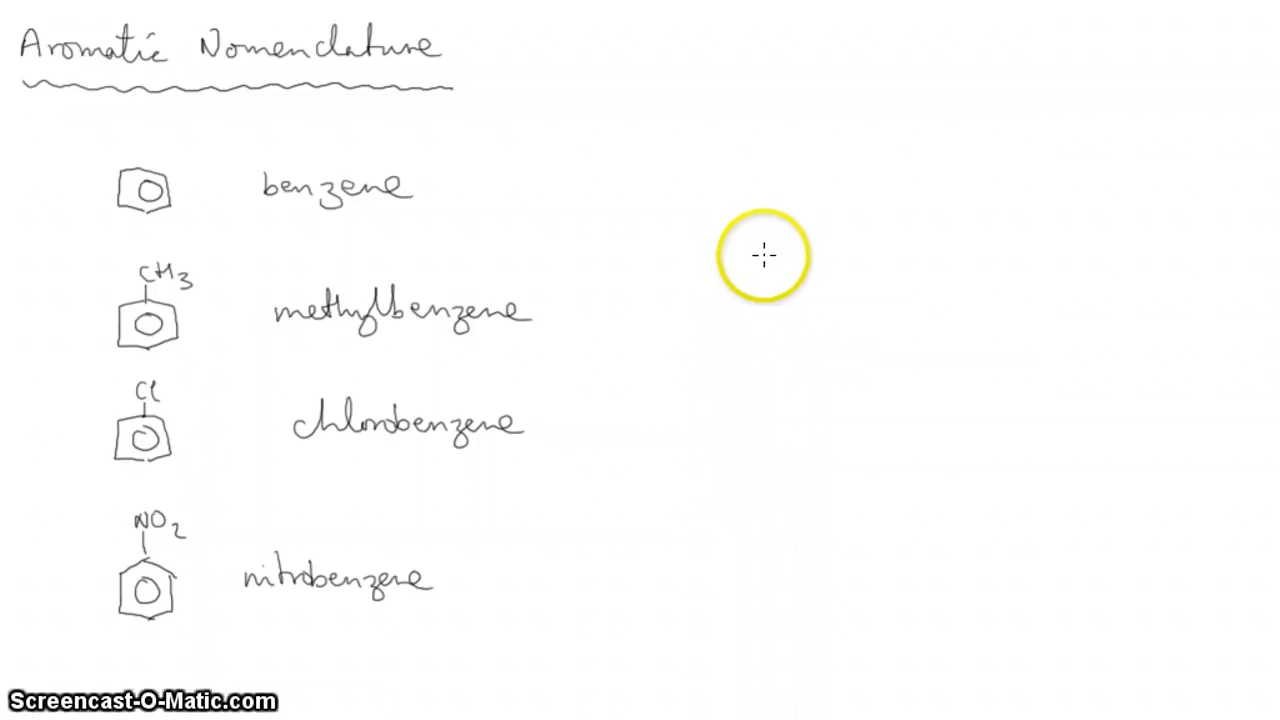 Aromatic Nomenclature
benzene
CH3
methylbenzene
Cl
chlorobenzene
NO2
nitrobenzene
Screencast-O-Matic.com